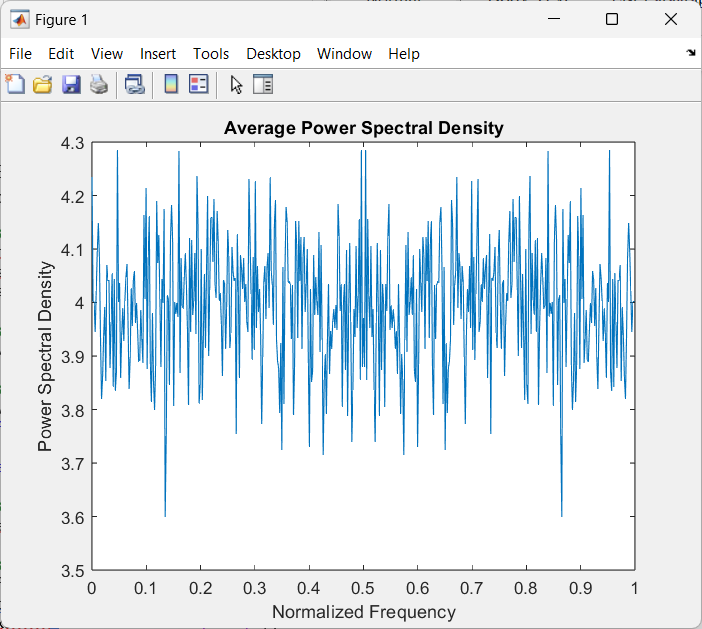 Figure 1
File Edit View Insert Tools Desktop Window Help
Average Power Spectral Density
4.3
4.2
4.1
4
3.9
3.8
3.7
3.6
3.5
Power Spectral Density
0 0.1 0.2 0.3 0.4 0.5 0.6 0.7 0.8 0.9 1
Normalized Frequency